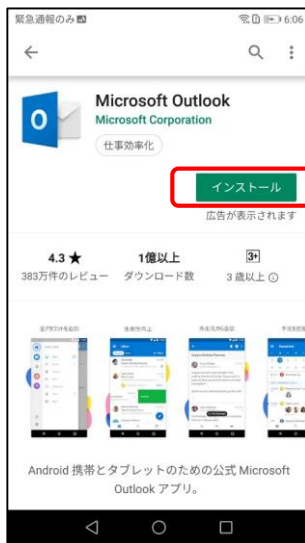 緊急通報のみ 6:06
Microsoft Outlook
Microsoft Corporation
仕事効率化
インストール
広告が表示されます
4.3 ★ 1億以上 3+
383万件のレビュー ダウンロード数 3 歳以上
Android 携帯とタブレットのための公式 Microsoft
Outlook アプリ。